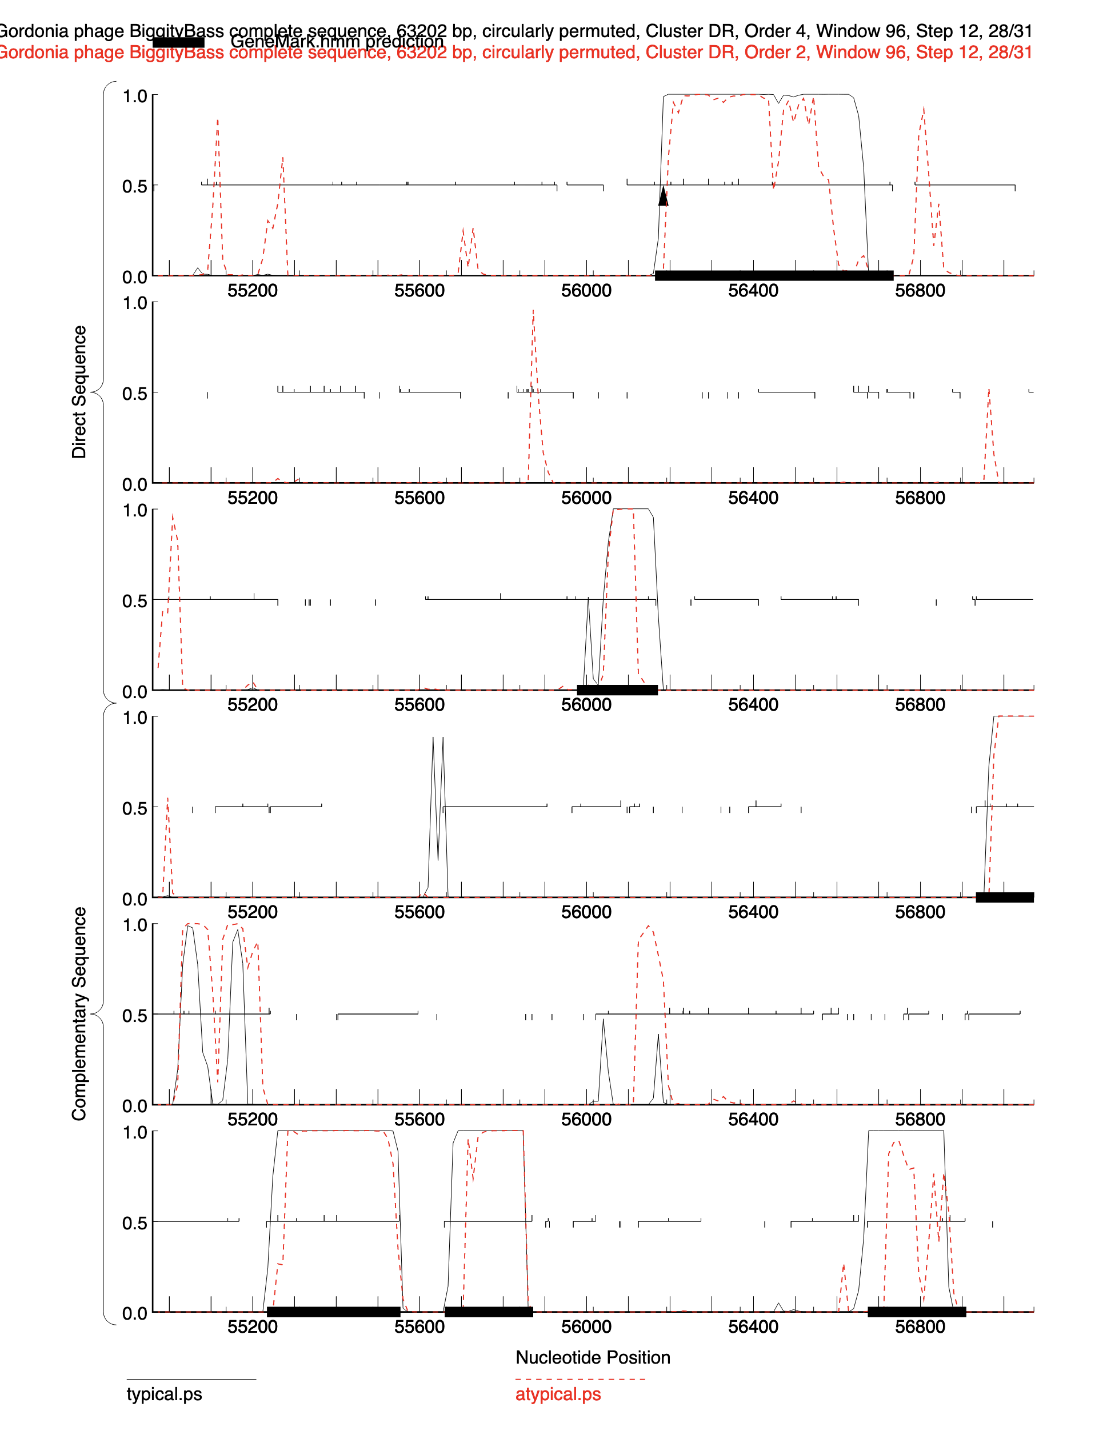 Gordonia phage BiggityBass complete sequence, 63202 bp, circularly permuted, Cluster DR, Order 4, Window 96, Step 12, 28/31
GeneMark.hmm prediction
Gordonia phage BiggityBass complete sequence, 63202 bp, circularly permuted, Cluster DR, Order 2, Window 96, Step 12, 28/31
1.0
0.5
0.0
55200 55600 56000 56400 56800
1.0
0.5
0.0
55200 55600 56000 56400 56800
1.0
0.5
0.0
55200 55600 56000 56400 56800
Direct Sequence
1.0
0.5
0.0
55200 55600 56000 56400 56800
1.0
0.5
0.0
55200 55600 56000 56400 56800
1.0
0.5
0.0
55200 55600 56000 56400 56800
Complementary Sequence
Nucleotide Position
typical.ps atypical.ps